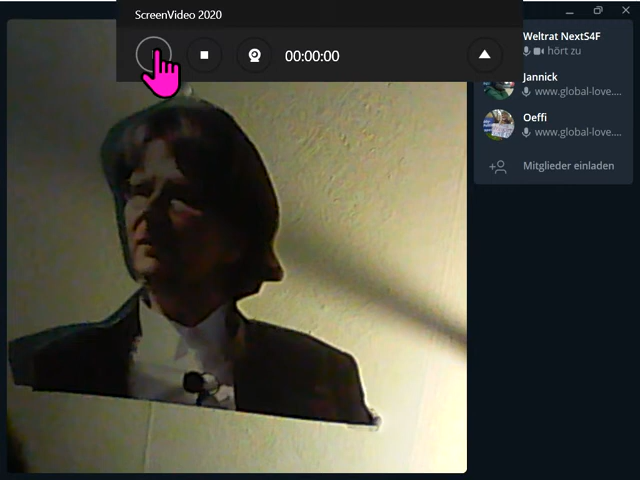 ScreenVideo 2020
00:00:00
Weltrat NextS4F
hört zu
Jannick
www.global-love....
Oeffi
www.global-love....
Mitglieder einladen